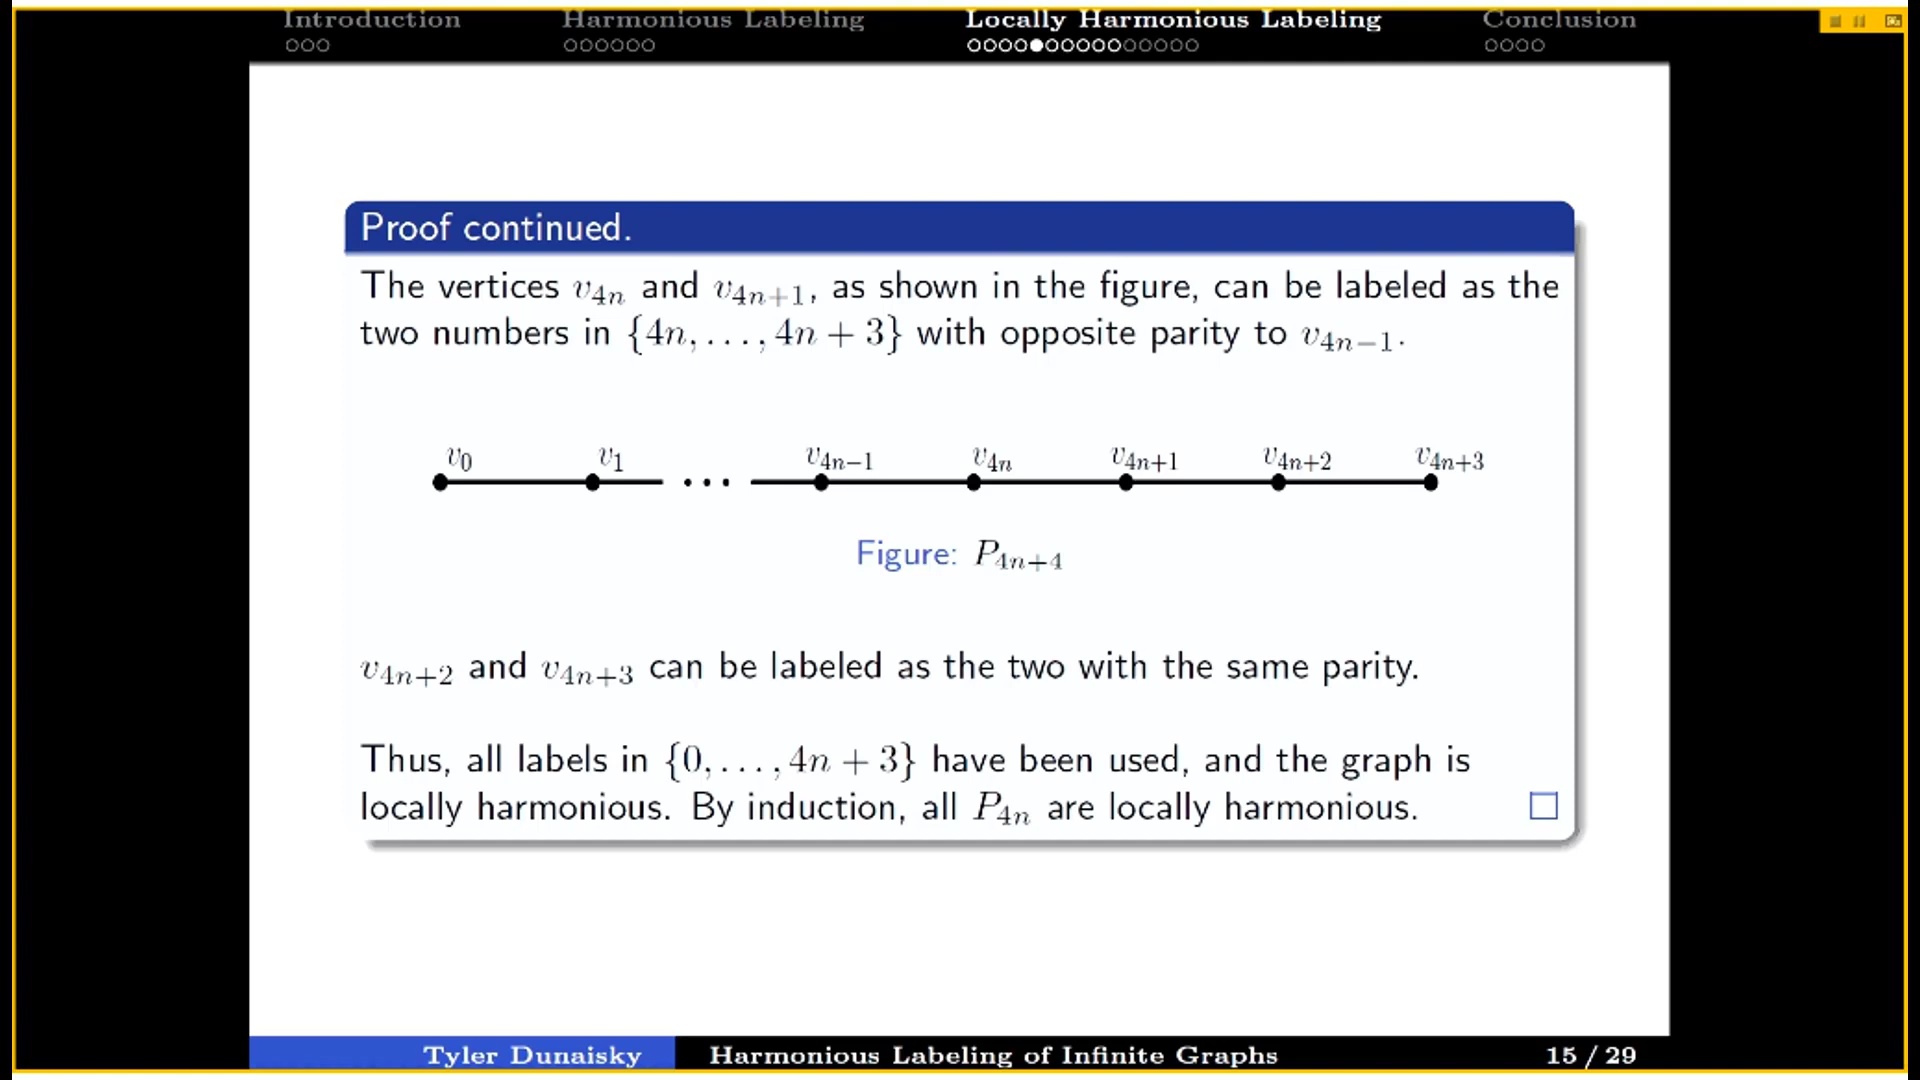 Introduction Harmonious Labeling Locally Harmonious Labeling Conclusion
Proof continued.
The vertices v_{4n} and v_{4n+1}, as shown in the figure, can be labeled as the
two numbers in {4n, . . . , 4n + 3} with opposite parity to v_{4n−1}.
v_0 v_1 · · · v_{4n−1} v_{4n} v_{4n+1} v_{4n+2} v_{4n+3}
Figure: P_{4n+4}
v_{4n+2} and v_{4n+3} can be labeled as the two with the same parity.
Thus, all labels in {0, . . . , 4n + 3} have been used, and the graph is
locally harmonious. By induction, all P_{4n} are locally harmonious. □
Tyler Dunaisky Harmonious Labeling of Infinite Graphs 15 / 29